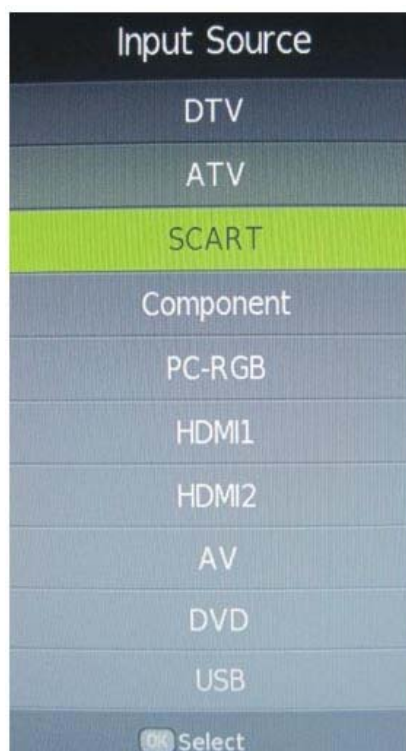 Input Source
DTV
ATV
SCART
Component
PC-RGB
HDMI1
HDMI2
AV
DVD
USB
OK Select